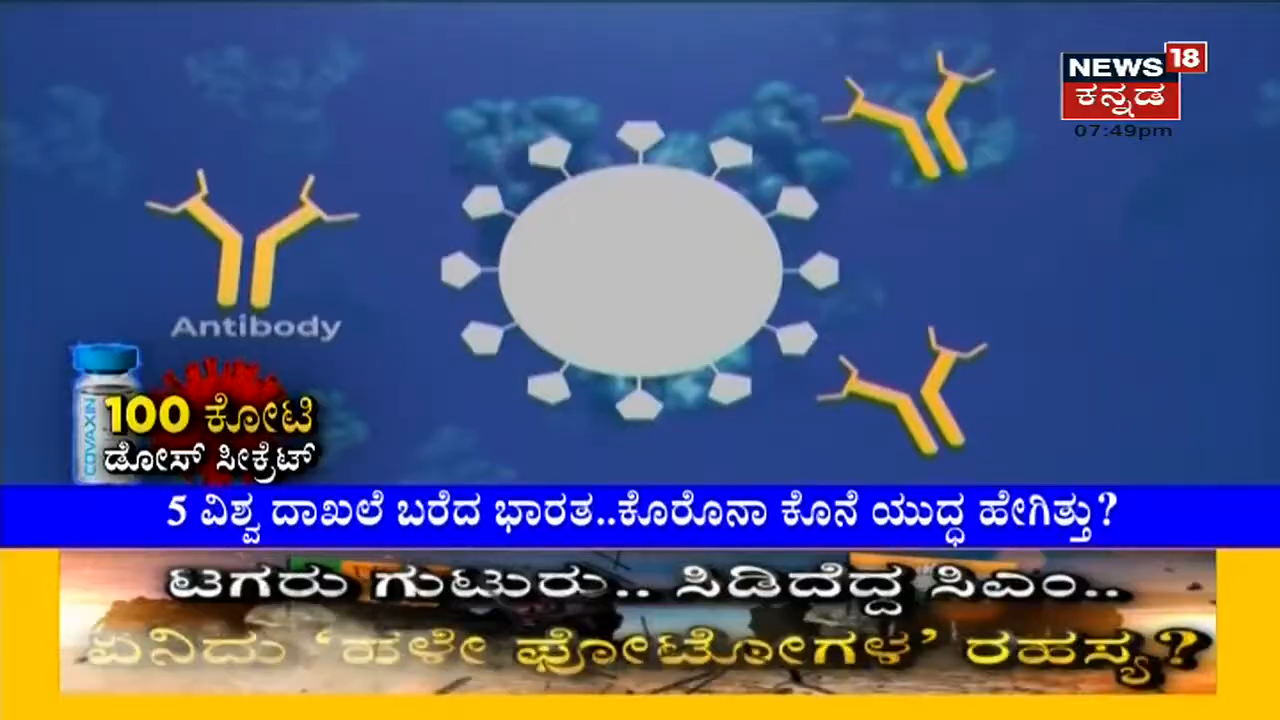 NEWS 18
ಕನ್ನಡ
07:49pm
Antibody
COVAXIN
100 ಕೋಟಿ
ಡೋಸ್ ಸೀಕ್ರೆಟ್
5 ವಿಶ್ವ ದಾಖಲೆ ಬರೆದ ಭಾರತ..ಕೊರೊನಾ ಕೊನೆ ಯುದ್ಧ ಹೇಗಿತ್ತು?
ಟಗರು ಗುಟುರು.. ಸಿಡಿದೆದ್ದ ಸಿಎಂ..
ಏನಿದು ‘ಹಳೇ ಫೋಟೋಗಳ’ ರಹಸ್ಯ?